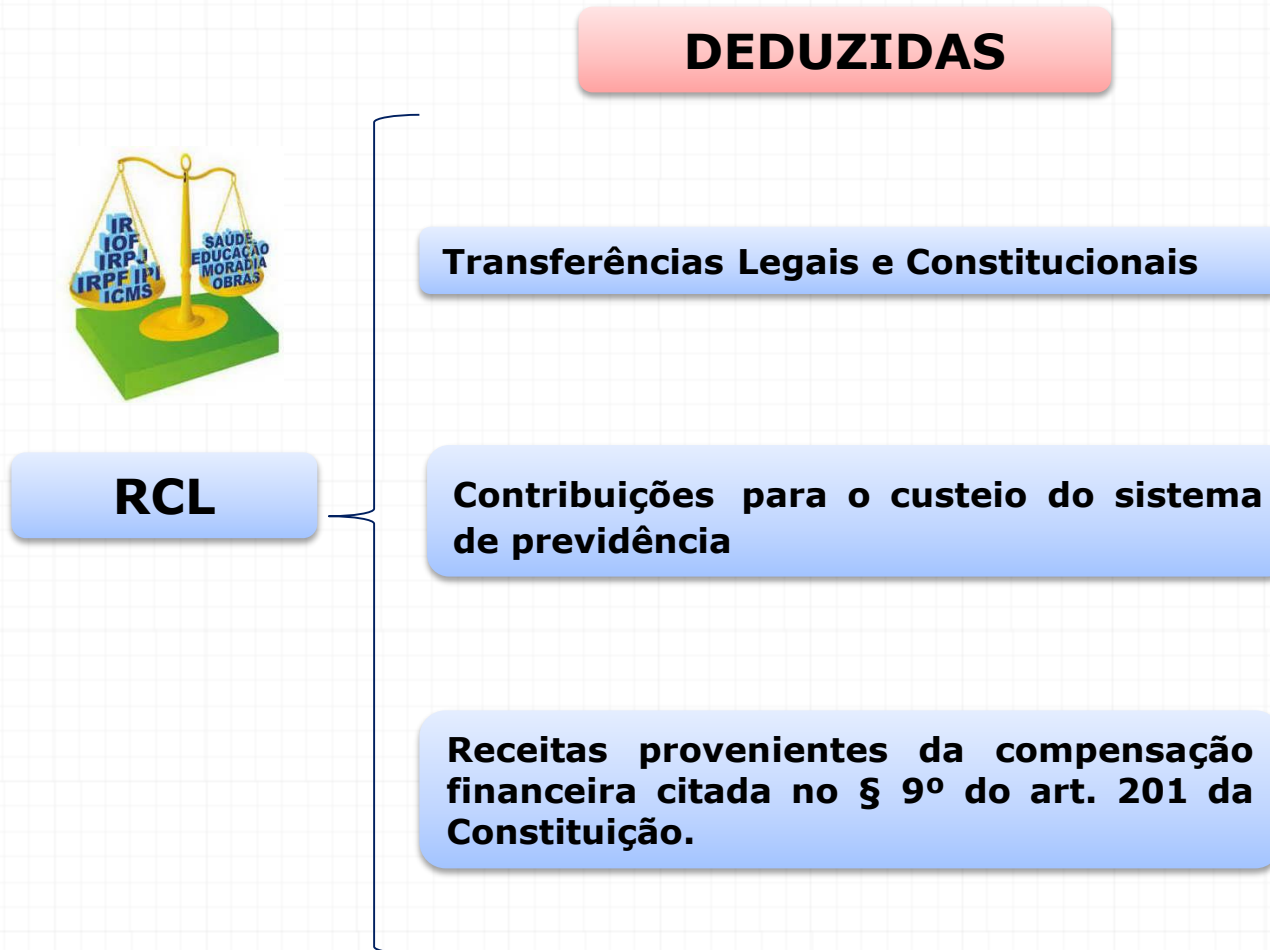 DEDUZIDAS
IR
IOF
IRPJ
IRPF IPI
ICMS
SAÚDE
EDUCAÇÃO
MORADIA
OBRAS
Transferências Legais e Constitucionais
RCL
Contribuições para o custeio do sistema
de previdência
Receitas provenientes da compensação
financeira citada no § 9º do art. 201 da
Constituição.